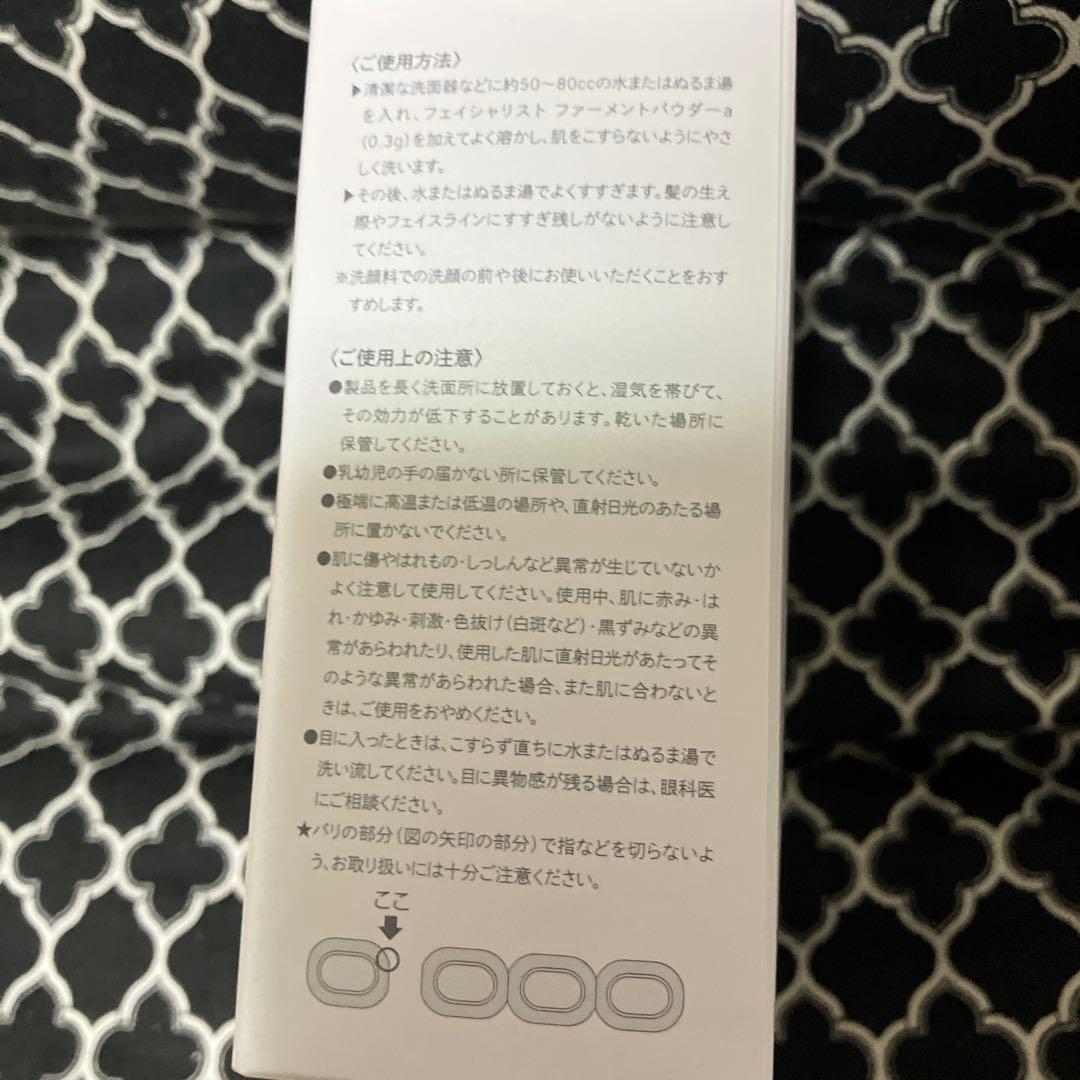 〈ご使用方法〉
▶清潔な洗面器などに約50〜80ccの水またはぬるま湯
を入れ、フェイシャリスト ファーメントパウダーa
(0.3g)を加えてよく溶かし、肌をこすらないようにやさ
しく洗います。
▶その後、水またはぬるま湯でよくすすぎます。髪の生え
際やフェイスラインにすすぎ残しがないように注意し
てください。
※洗顔料での洗顔の前や後にお使いいただくことをおす
すめします。
〈ご使用上の注意〉
●製品を長く洗面所に放置しておくと、湿気を帯びて、
その効力が低下することがあります。乾いた場所に
保管してください。
●乳幼児の手の届かない所に保管してください。
●極端に高温または低温の場所や、直射日光のあたる場
所に置かないでください。
●肌に傷やはれもの・しっしんなど異常が生じていないか
よく注意して使用してください。使用中、肌に赤み・は
れ・かゆみ・刺激・色抜け(白斑など)・黒ずみなどの異
常があらわれたり、使用した肌に直射日光があたってそ
のような異常があらわれた場合、また肌に合わないと
きは、ご使用をおやめください。
●目に入ったときは、こすらず直ちに水またはぬるま湯で
洗い流してください。目に異物感が残る場合は、眼科医
にご相談ください。
★バリの部分(図の矢印の部分)で指などを切らないよ
う、お取り扱いには十分ご注意ください。
ここ